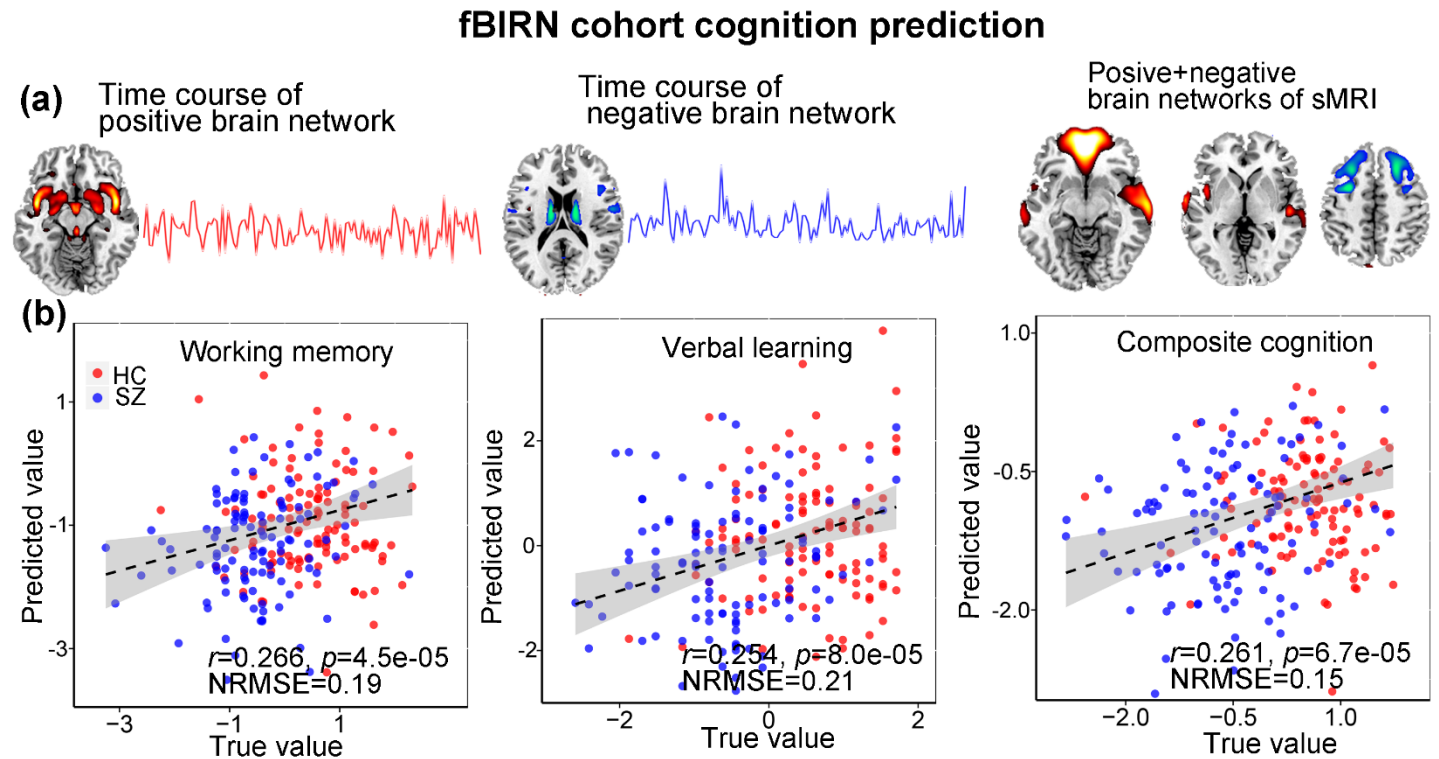 fBIRN cohort cognition prediction
(a)
Time course of
positive brain network
Time course of
negative brain network
Posive+negative
brain networks of sMRI
(b)
Working memory
HC
SZ
Predicted value
1
−1
−3
r=0.266, p=4.5e-05
NRMSE=0.19
−3
−1
1
True value
Verbal learning
Predicted value
2
0
−2
r=0.254, p=8.0e-05
NRMSE=0.21
−2
0
2
True value
Composite cognition
Predicted value
1.0
-0.5
-2.0
r=0.261, p=6.7e-05
NRMSE=0.15
−2.0
−0.5
1.0
True value